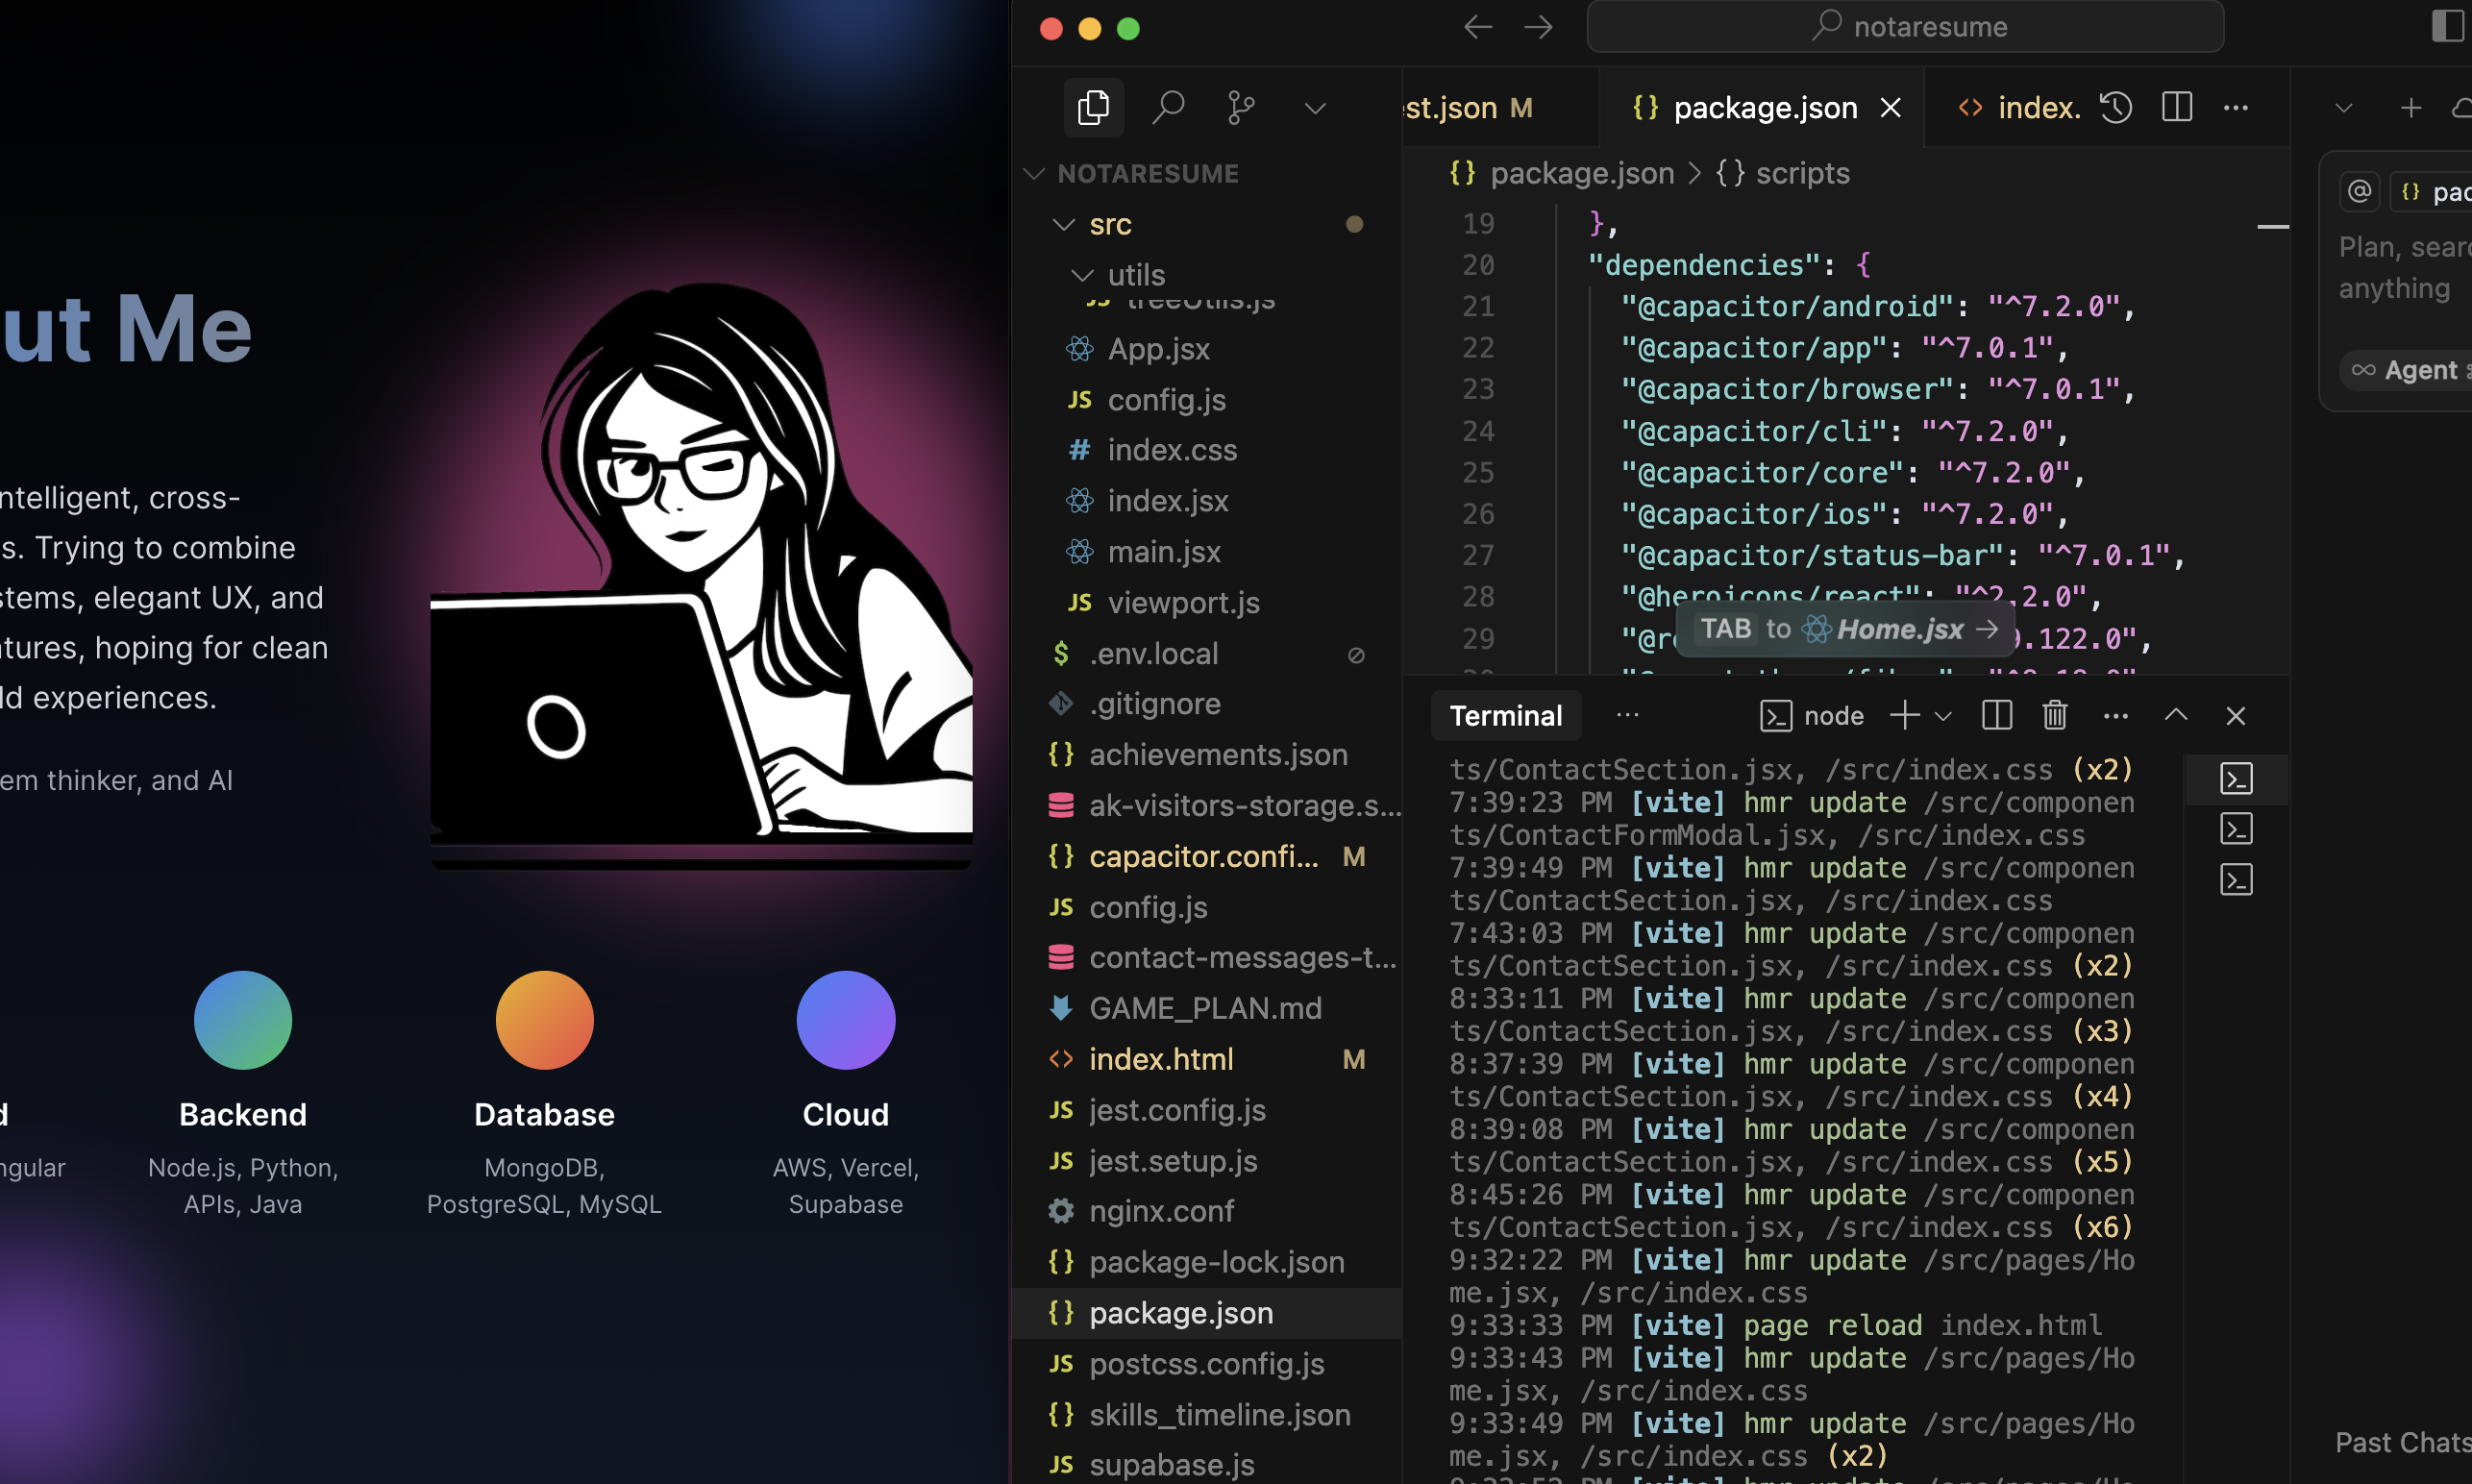 ut Me
ntelligent, cross-
s. Trying to combine
stems, elegant UX, and
atures, hoping for clean
ld experiences.
em thinker, and AI
d
ngular
Backend
Node.js, Python,
APIs, Java
Database
MongoDB,
PostgreSQL, MySQL
Cloud
AWS, Vercel,
Supabase
notaresume
NOTARESUME
src
utils
treeUtils.js
App.jsx
config.js
index.css
index.jsx
main.jsx
viewport.js
.env.local
.gitignore
achievements.json
ak-visitors-storage.s...
capacitor.confi... M
config.js
contact-messages-t...
GAME_PLAN.md
index.html M
jest.config.js
jest.setup.js
nginx.conf
package-lock.json
package.json
postcss.config.js
skills_timeline.json
supabase.js
est.json M
package.json
index.
package.json > {} scripts
19 },
20 "dependencies": {
21 "@capacitor/android": "^7.2.0",
22 "@capacitor/app": "^7.0.1",
23 "@capacitor/browser": "^7.0.1",
24 "@capacitor/cli": "^7.2.0",
25 "@capacitor/core": "^7.2.0",
26 "@capacitor/ios": "^7.2.0",
27 "@capacitor/status-bar": "^7.0.1",
28 "@heroicons/react": "^2.2.0",
29 "@re .122.0",
TAB to Home.jsx →
Terminal
node
ts/ContactSection.jsx, /src/index.css (x2)
7:39:23 PM [vite] hmr update /src/componen
ts/ContactFormModal.jsx, /src/index.css
7:39:49 PM [vite] hmr update /src/componen
ts/ContactSection.jsx, /src/index.css
7:43:03 PM [vite] hmr update /src/componen
ts/ContactSection.jsx, /src/index.css (x2)
8:33:11 PM [vite] hmr update /src/componen
ts/ContactSection.jsx, /src/index.css (x3)
8:37:39 PM [vite] hmr update /src/componen
ts/ContactSection.jsx, /src/index.css (x4)
8:39:08 PM [vite] hmr update /src/componen
ts/ContactSection.jsx, /src/index.css (x5)
8:45:26 PM [vite] hmr update /src/componen
ts/ContactSection.jsx, /src/index.css (x6)
9:32:22 PM [vite] hmr update /src/pages/Ho
me.jsx, /src/index.css
9:33:33 PM [vite] page reload index.html
9:33:43 PM [vite] hmr update /src/pages/Ho
me.jsx, /src/index.css
9:33:49 PM [vite] hmr update /src/pages/Ho
me.jsx, /src/index.css (x2)
@ {} pac
Plan, searc
anything
Agent
Past Chats